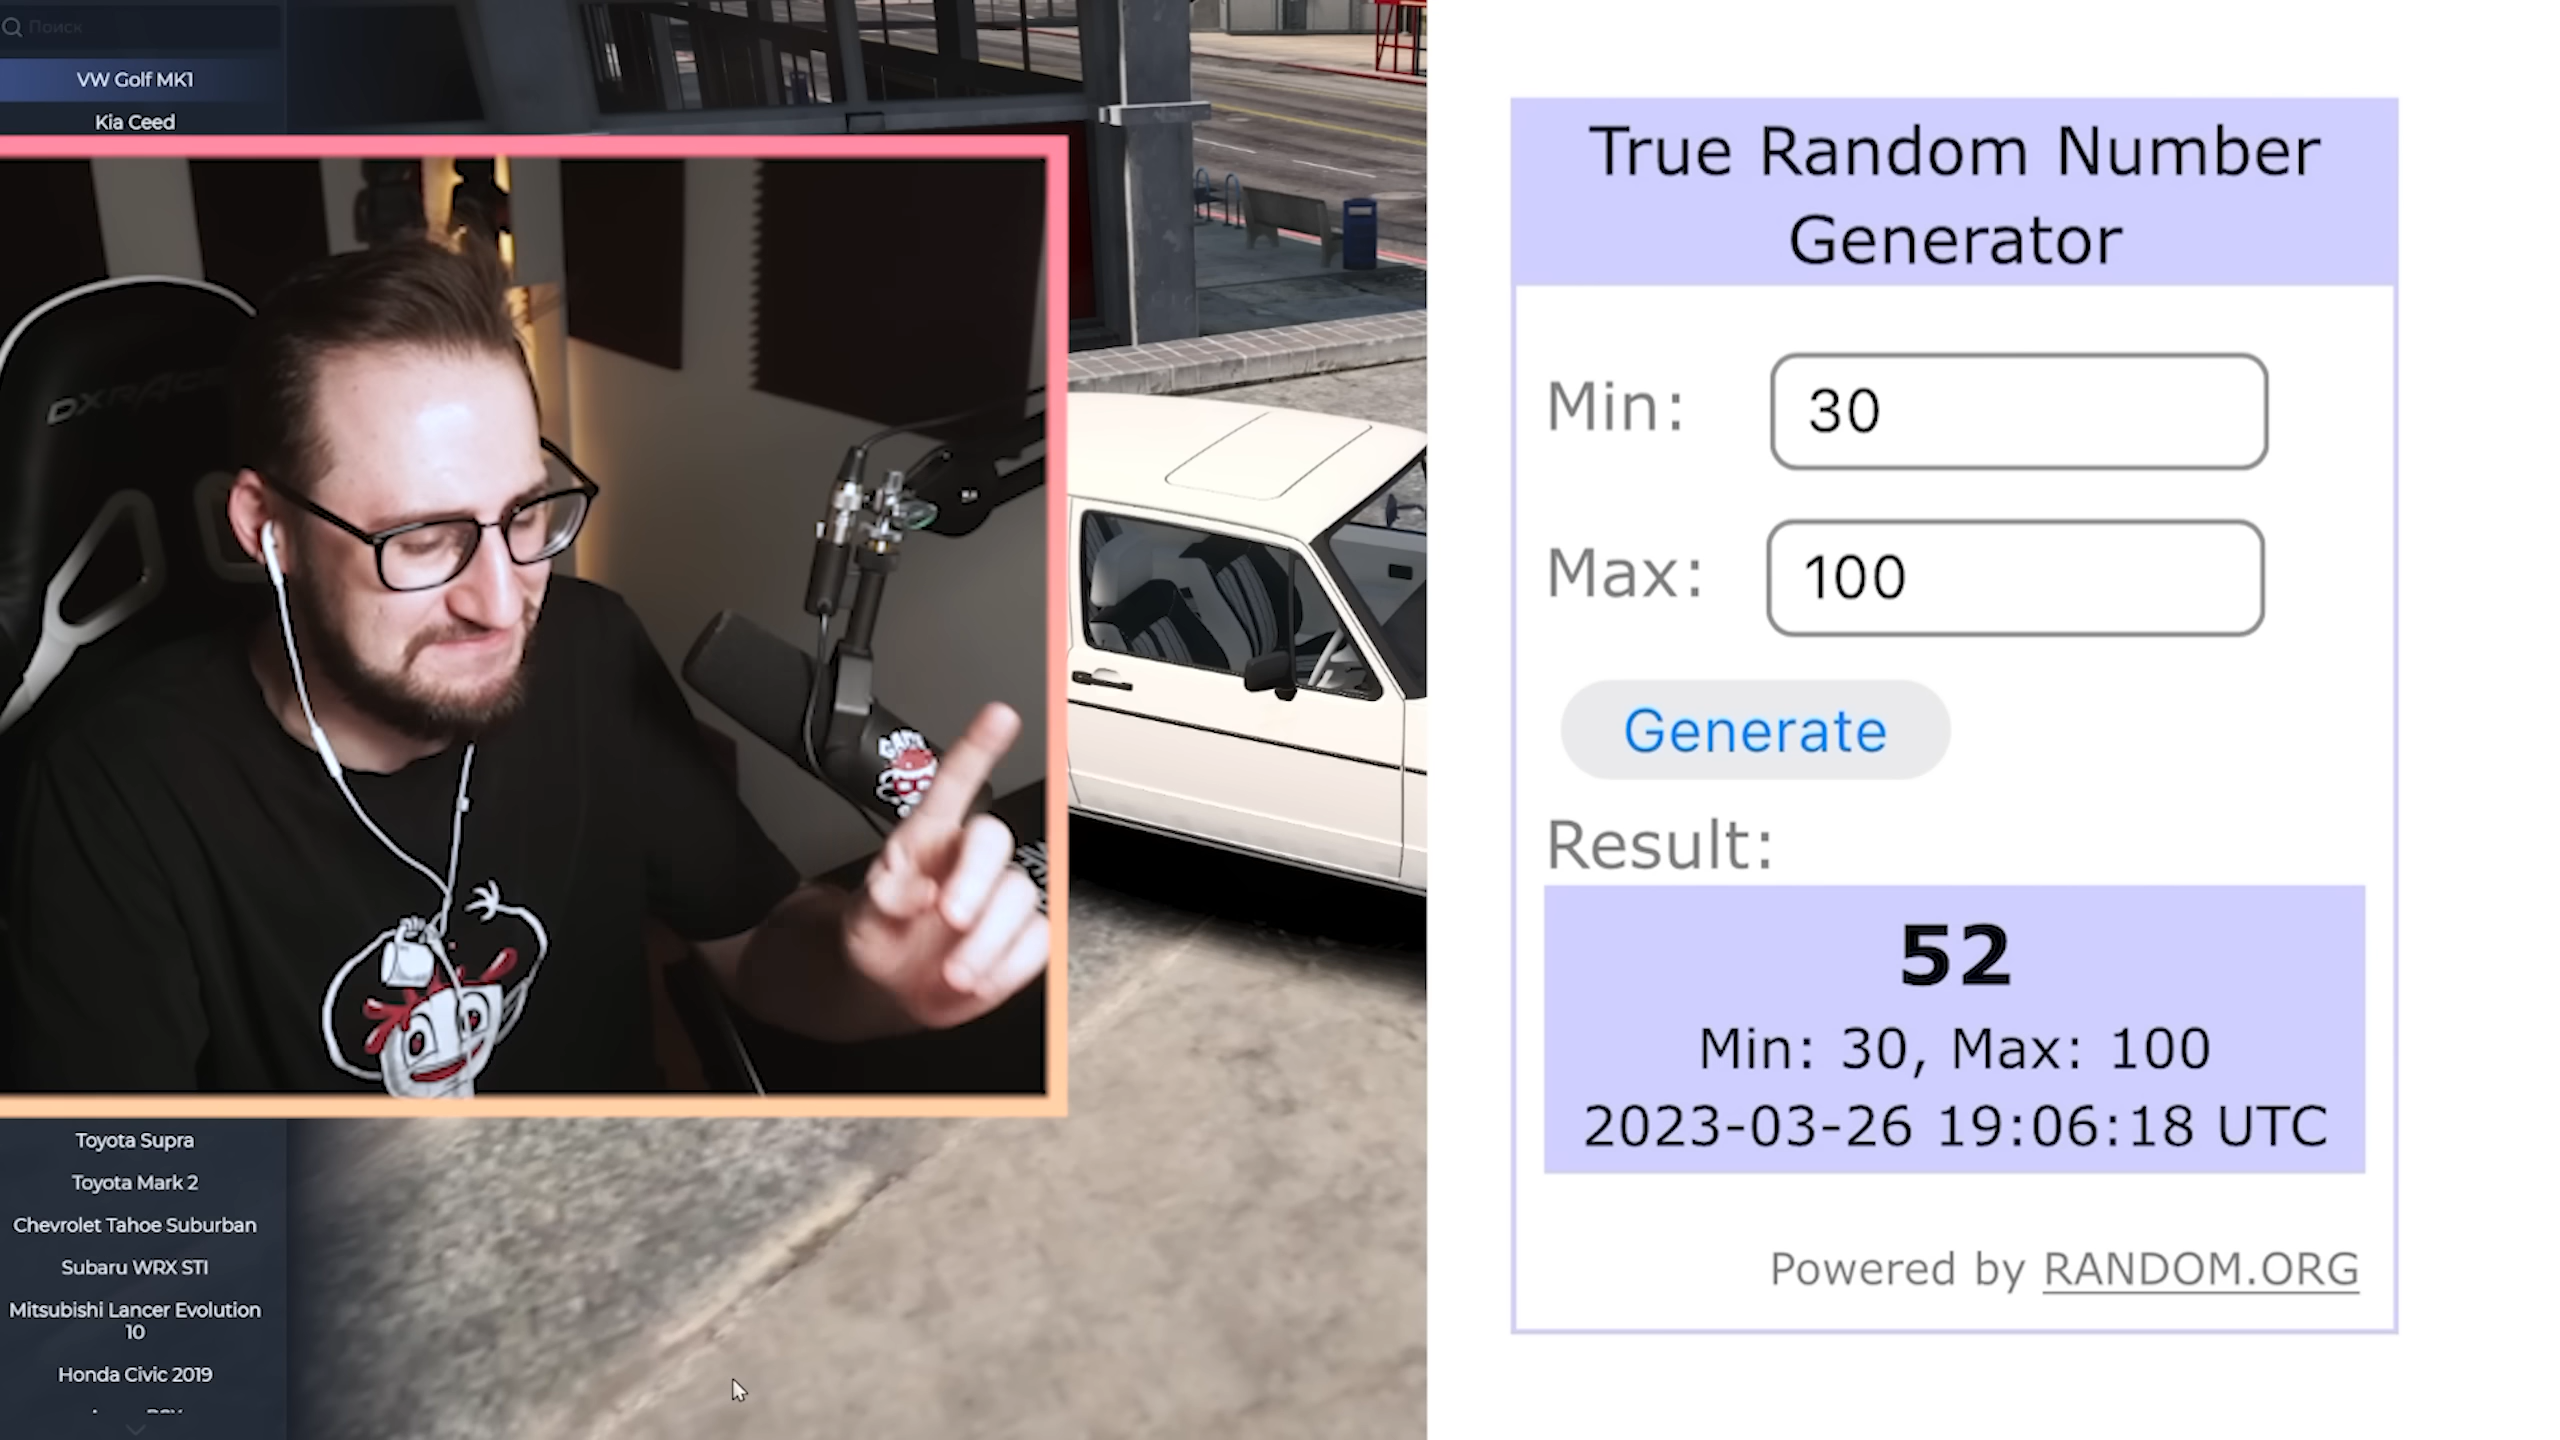 Поиск
VW Golf MK1
Kia Ceed
DXRACER
Toyota Supra
Toyota Mark 2
Chevrolet Tahoe Suburban
Subaru WRX STI
Mitsubishi Lancer Evolution
10
Honda Civic 2019
True Random Number
Generator
Min: 30
Max: 100
Generate
Result:
52
Min: 30, Max: 100
2023-03-26 19:06:18 UTC
Powered by RANDOM.ORG